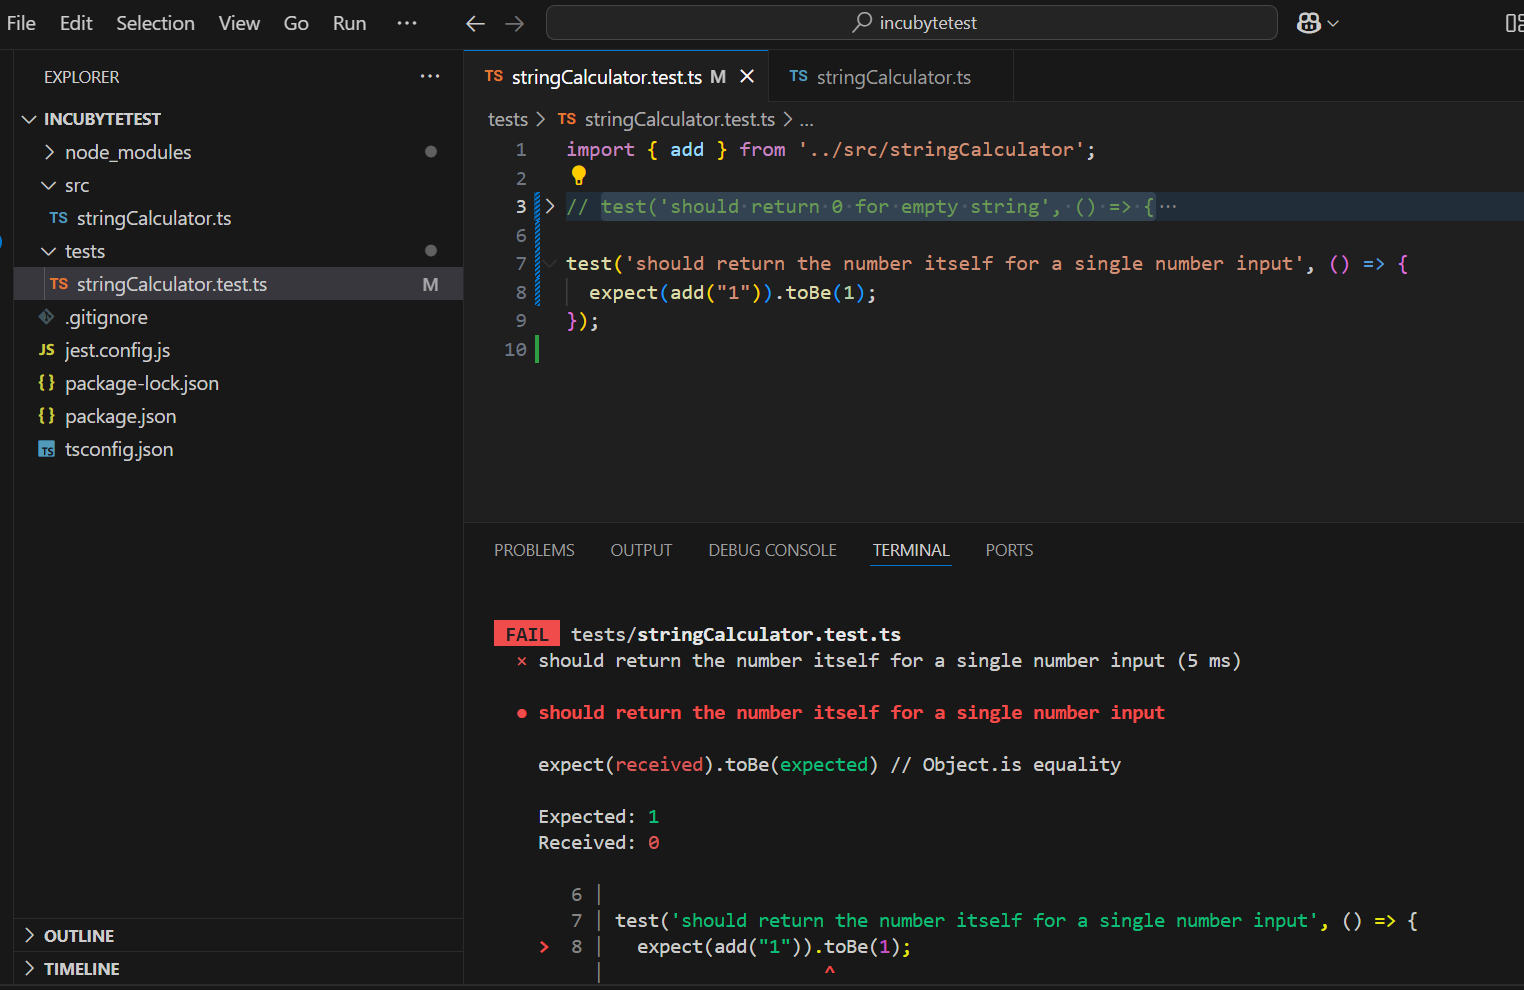 File Edit Selection View Go Run ··· incubytetest
EXPLORER ···
INCUBYTETEST
node_modules
src
TS stringCalculator.ts
tests
TS stringCalculator.test.ts M
.gitignore
JS jest.config.js
{} package-lock.json
{} package.json
TS tsconfig.json
OUTLINE
TIMELINE
TS stringCalculator.test.ts M
TS stringCalculator.ts
tests > TS stringCalculator.test.ts > ...
1 import { add } from '../src/stringCalculator';
2
3 // test('should return 0 for empty string', () => {···
6
7 test('should return the number itself for a single number input', () => {
8 expect(add("1")).toBe(1);
9 });
10
PROBLEMS OUTPUT DEBUG CONSOLE TERMINAL PORTS
FAIL tests/stringCalculator.test.ts
× should return the number itself for a single number input (5 ms)
● should return the number itself for a single number input
expect(received).toBe(expected) // Object.is equality
Expected: 1
Received: 0
6 |
7 | test('should return the number itself for a single number input', () => {
> 8 | expect(add("1")).toBe(1);
| ^